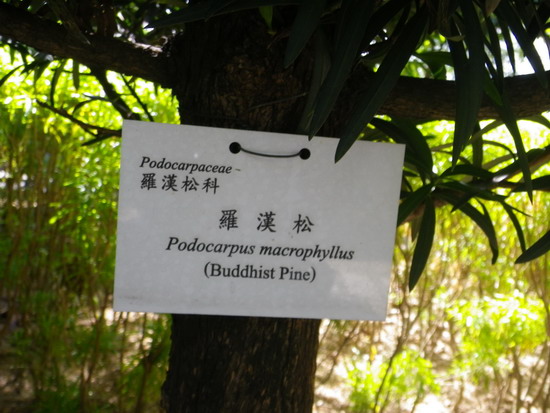 Podocarpaceae ~
羅漢松科
羅漢松
Podocarpus macrophyllus
(Buddhist Pine)